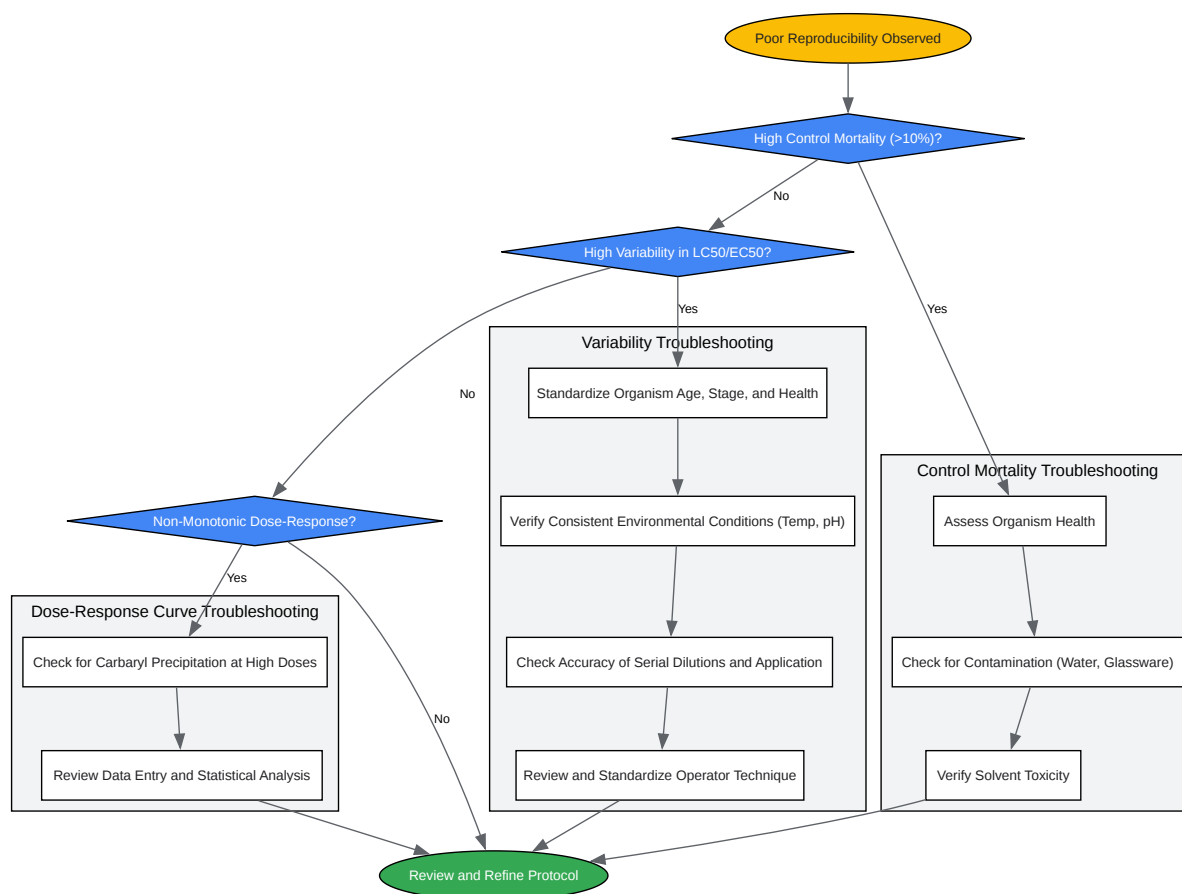 Poor Reproducibility Observed
High Control Mortality (>10%)?
No
High Variability in LC50/EC50?
Yes
Yes
Variability Troubleshooting
Standardize Organism Age, Stage, and Health
No
Control Mortality Troubleshooting
Non-Monotonic Dose-Response?
Verify Consistent Environmental Conditions (Temp, pH)
Assess Organism Health
Yes
Dose-Response Curve Troubleshooting
Check for Carbaryl Precipitation at High Doses
Check Accuracy of Serial Dilutions and Application
Check for Contamination (Water, Glassware)
No
Review Data Entry and Statistical Analysis
Review and Standardize Operator Technique
Verify Solvent Toxicity
Review and Refine Protocol